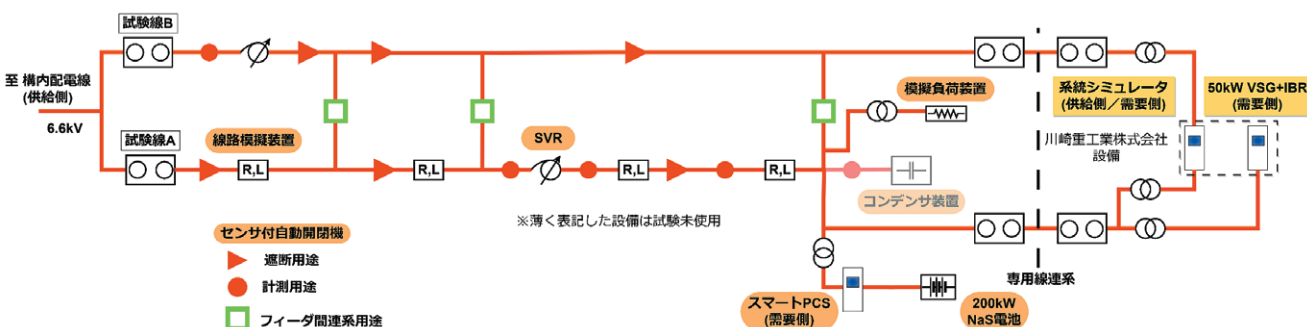 試験線B
至 構内配電線
(供給側)
6.6kV
試験線A
線路模擬装置
R,L
R,L
SVR
R,L
R,L
模擬負荷装置
コンデンサ装置
系統シミュレータ
(供給側／需要側)
50kW VSG+IBR
(需要側)
川崎重工業株式会社
設備
※薄く表記した設備は試験未使用
センサ付自動開閉機
遮断用途
計測用途
フィーダ間連系用途
スマートPCS
(需要側)
200kW
NaS電池
専用線連系